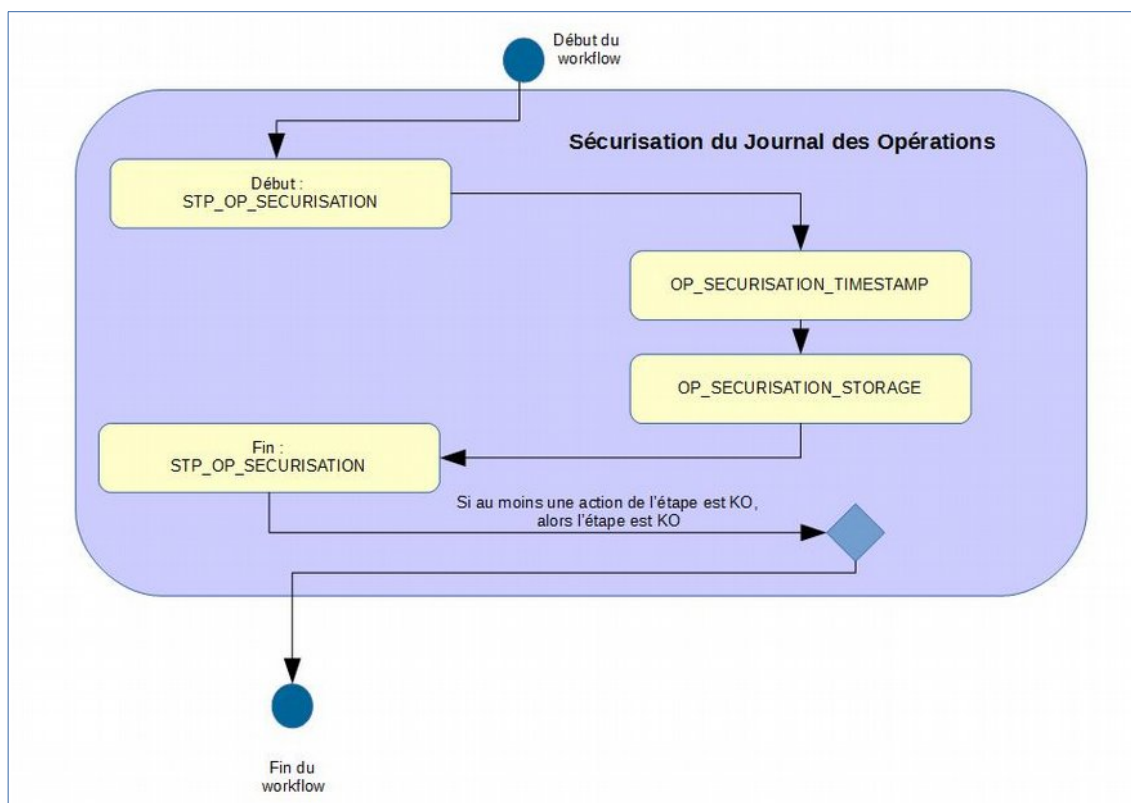 Début du
workflow
Sécurisation du Journal des Opérations
Début :
STP_OP_SECURISATION
OP_SECURISATION_TIMESTAMP
OP_SECURISATION_STORAGE
Fin :
STP_OP_SECURISATION
Si au moins une action de l'étape est KO,
alors l'étape est KO
Fin du
workflow